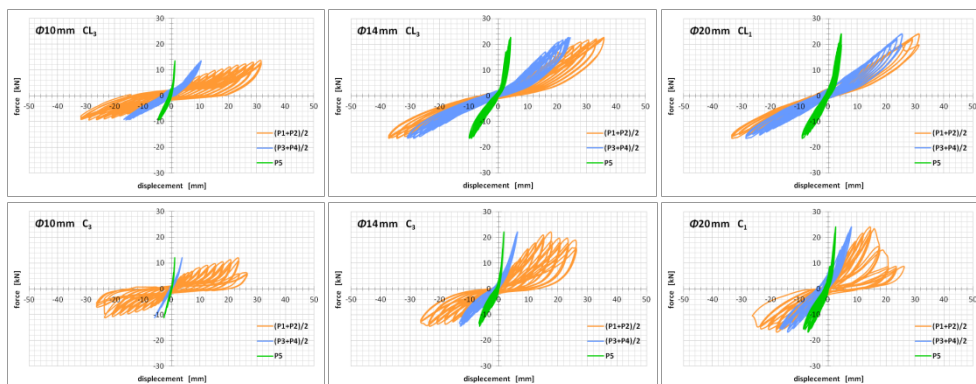 Φ10mm CL₃
force [kN]
30
20
10
0
-10
-20
-30
-50 -40 -30 -20 -10 0 10 20 30 40 50
(P1+P2)/2
(P3+P4)/2
P5
displecement [mm]
Φ14mm CL₃
force [kN]
30
20
10
0
-10
-20
-30
-50 -40 -30 -20 -10 0 10 20 30 40 50
(P1+P2)/2
(P3+P4)/2
P5
displecement [mm]
Φ20mm CL₁
force [kN]
30
20
10
0
-10
-20
-30
-50 -40 -30 -20 -10 0 10 20 30 40 50
(P1+P2)/2
(P3+P4)/2
P5
displecement [mm]
Φ10mm C₃
force [kN]
30
20
10
0
-10
-20
-30
-50 -40 -30 -20 -10 0 10 20 30 40 50
(P1+P2)/2
(P3+P4)/2
P5
displecement [mm]
Φ14mm C₃
force [kN]
30
20
10
0
-10
-20
-30
-50 -40 -30 -20 -10 0 10 20 30 40 50
(P1+P2)/2
(P3+P4)/2
P5
displecement [mm]
Φ20mm C₁
force [kN]
30
20
10
0
-10
-20
-30
-50 -40 -30 -20 -10 0 10 20 30 40 50
(P1+P2)/2
(P3+P4)/2
P5
displecement [mm]